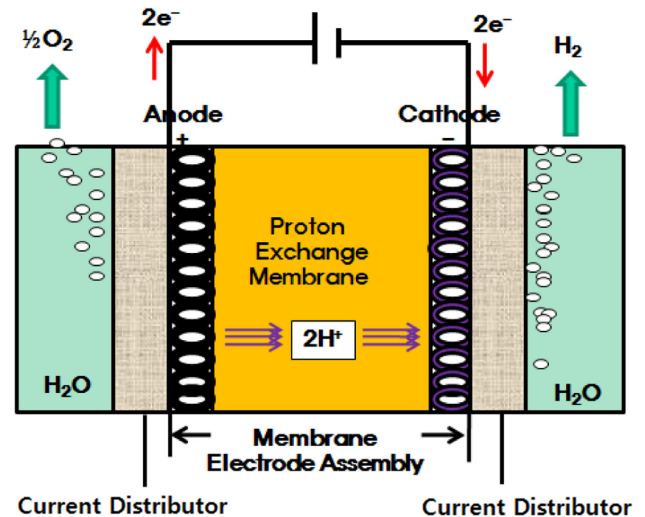 2e⁻
2e⁻
½O₂
H₂
Anode
Cathode
+
−
Proton
Exchange
Membrane
2H⁺
H₂O
H₂O
Membrane
Electrode Assembly
Current Distributor
Current Distributor